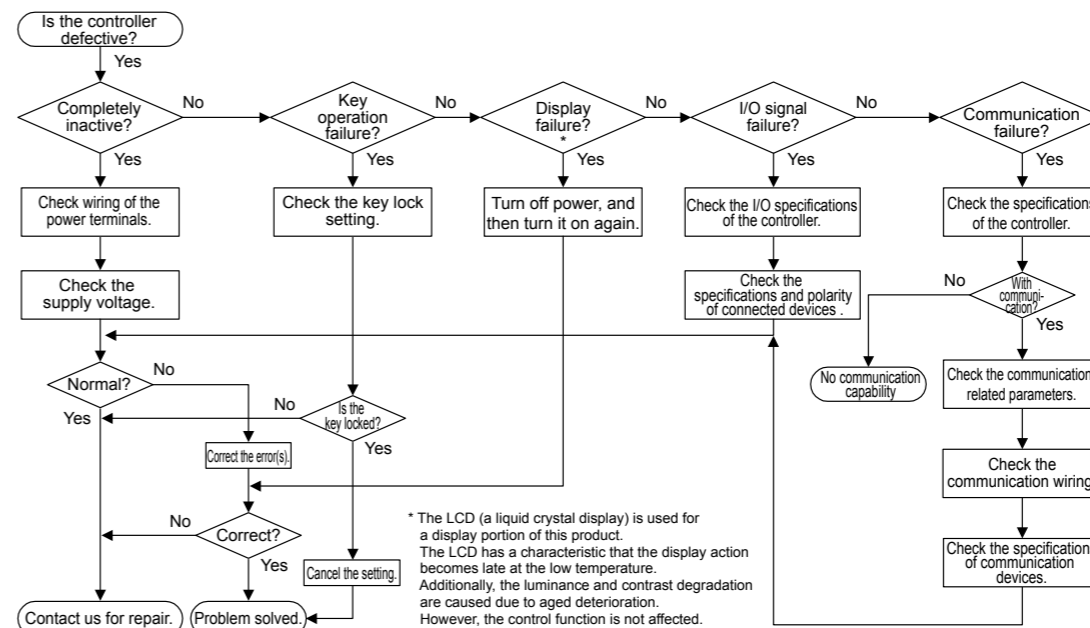 Is the controller
defective?
Yes
Completely
inactive?
No
Key
operation
failure?
No
Display
failure?
*
No
I/O signal
failure?
No
Communication
failure?
Yes
Yes
Yes
Yes
Yes
Check wiring of the
power terminals.
Check the key lock
setting.
Turn off power, and
then turn it on again.
Check the I/O specifications
of the controller.
Check the specifications
of the controller.
Check the
supply voltage.
Check the
specifications and polarity
of connected devices .
No
With
communi-
cation?
Yes
No communication
capability
Check the communication
related parameters.
Normal?
No
Yes
No
Is the
key locked?
Yes
Correct the error(s).
Check the
communication wiring
No
Correct?
Yes
Cancel the setting.
Check the specification
of communication
devices.
* The LCD (a liquid crystal display) is used for
a display portion of this product.
The LCD has a characteristic that the display action
becomes late at the low temperature.
Additionally, the luminance and contrast degradation
are caused due to aged deterioration.
However, the control function is not affected.
Contact us for repair.
Problem solved.